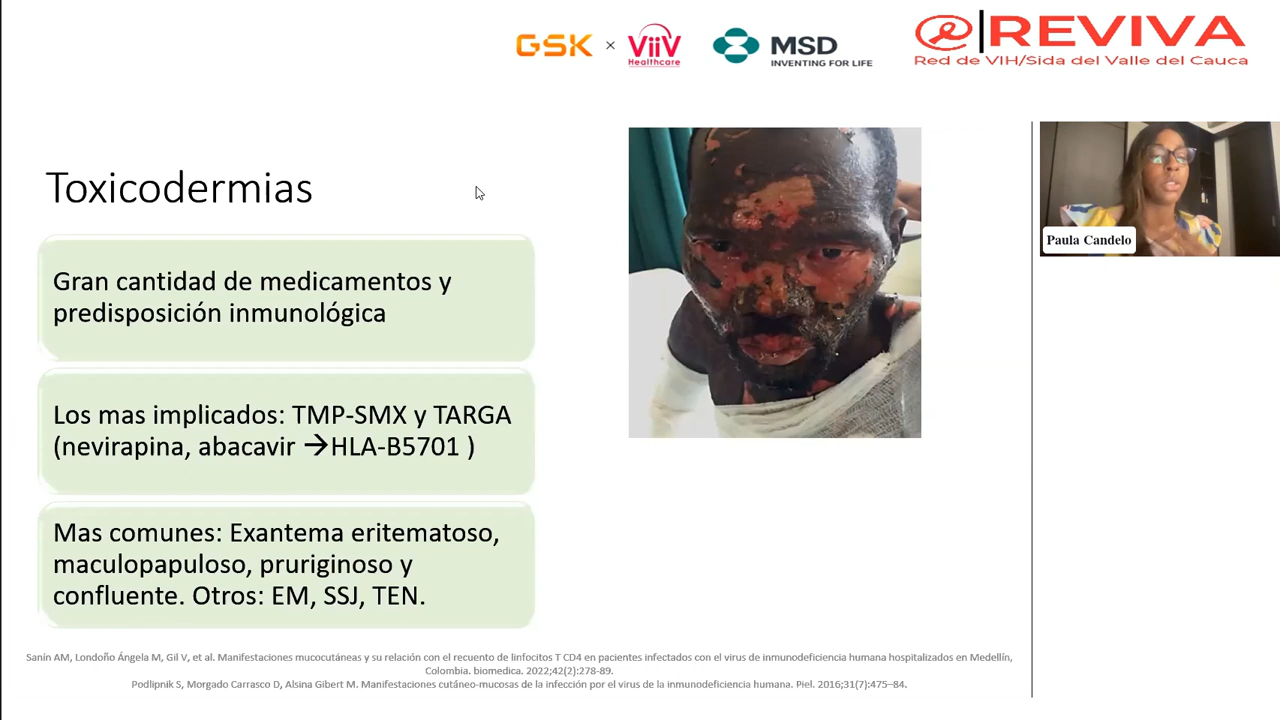 GSK × ViiV Healthcare
MSD
INVENTING FOR LIFE
REVIVA
Red de VIH/Sida del Valle del Cauca
Toxicodermias
Gran cantidad de medicamentos y
predisposición inmunológica
Los mas implicados: TMP-SMX y TARGA
(nevirapina, abacavir →HLA-B5701 )
Mas comunes: Exantema eritematoso,
maculopapuloso, pruriginoso y
confluente. Otros: EM, SSJ, TEN.
Paula Candelo
Sanín AM, Londoño Ángela M, Gil V, et al. Manifestaciones mucocutáneas y su relación con el recuento de linfocitos T CD4 en pacientes infectados con el virus de inmunodeficiencia humana hospitalizados en Medellín,
Colombia. biomedica. 2022;42(2):278-89.
Podlipnik S, Morgado Carrasco D, Alsina Gibert M. Manifestaciones cutáneo-mucosas de la infección por el virus de la inmunodeficiencia humana. Piel. 2016;31(7):475–84.